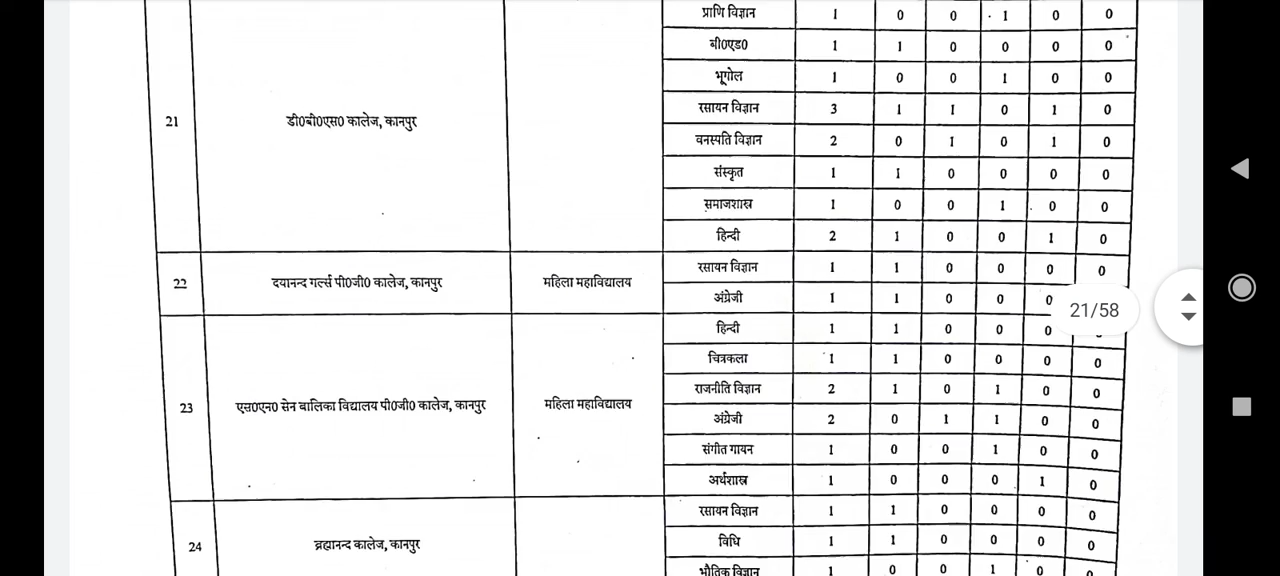 प्राणि विज्ञान 1 0 0 1 0 0
बी0एड0 1 1 0 0 0 0
भूगोल 1 0 0 1 0 0
21 डी0बी0एस0 कालेज, कानपुर रसायन विज्ञान 3 1 1 0 1 0
वनस्पति विज्ञान 2 0 1 0 1 0
संस्कृत 1 1 0 0 0 0
समाजशास्त्र 1 0 0 1 0 0
हिन्दी 2 1 0 0 1 0
22 दयानन्द गर्ल्स पी0जी0 कालेज, कानपुर महिला महाविद्यालय रसायन विज्ञान 1 1 0 0 0 0
अंग्रेजी 1 1 0 0 0
21/58
हिन्दी 1 1 0 0 0
चित्रकला 1 1 0 0 0 0
राजनीति विज्ञान 2 1 0 1 0 0
23 एस0एन0 सेन बालिका विद्यालय पी0जी0 कालेज, कानपुर महिला महाविद्यालय अंग्रेजी 2 0 1 1 0 0
संगीत गायन 1 0 0 1 0 0
अर्थशास्त्र 1 0 0 0 1 0
रसायन विज्ञान 1 1 0 0 0 0
24 ब्रह्मानन्द कालेज, कानपुर विधि 1 1 0 0 0 0
भौतिक विज्ञान 1 0 0 1 0 0